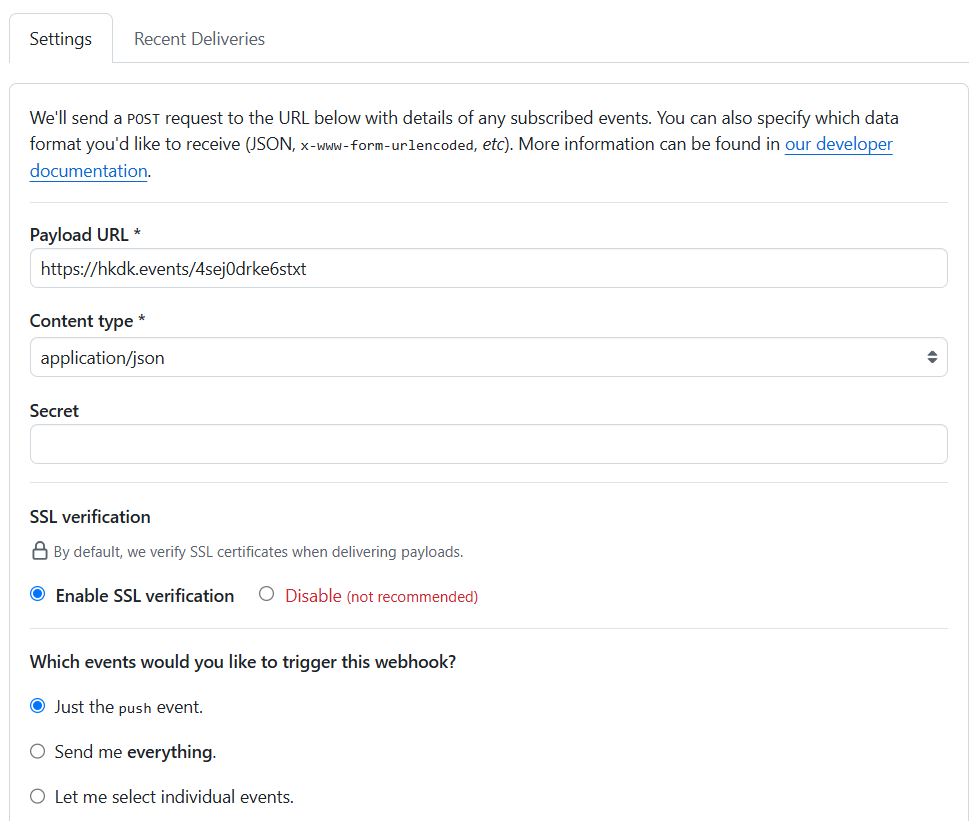 Settings
Recent Deliveries
We'll send a POST request to the URL below with details of any subscribed events. You can also specify which data
format you'd like to receive (JSON, x-www-form-urlencoded, etc). More information can be found in our developer
documentation.
Payload URL *
https://hkdk.events/4sej0drke6stxt
Content type *
application/json
Secret
SSL verification
By default, we verify SSL certificates when delivering payloads.
Enable SSL verification
Disable (not recommended)
Which events would you like to trigger this webhook?
Just the push event.
Send me everything.
Let me select individual events.